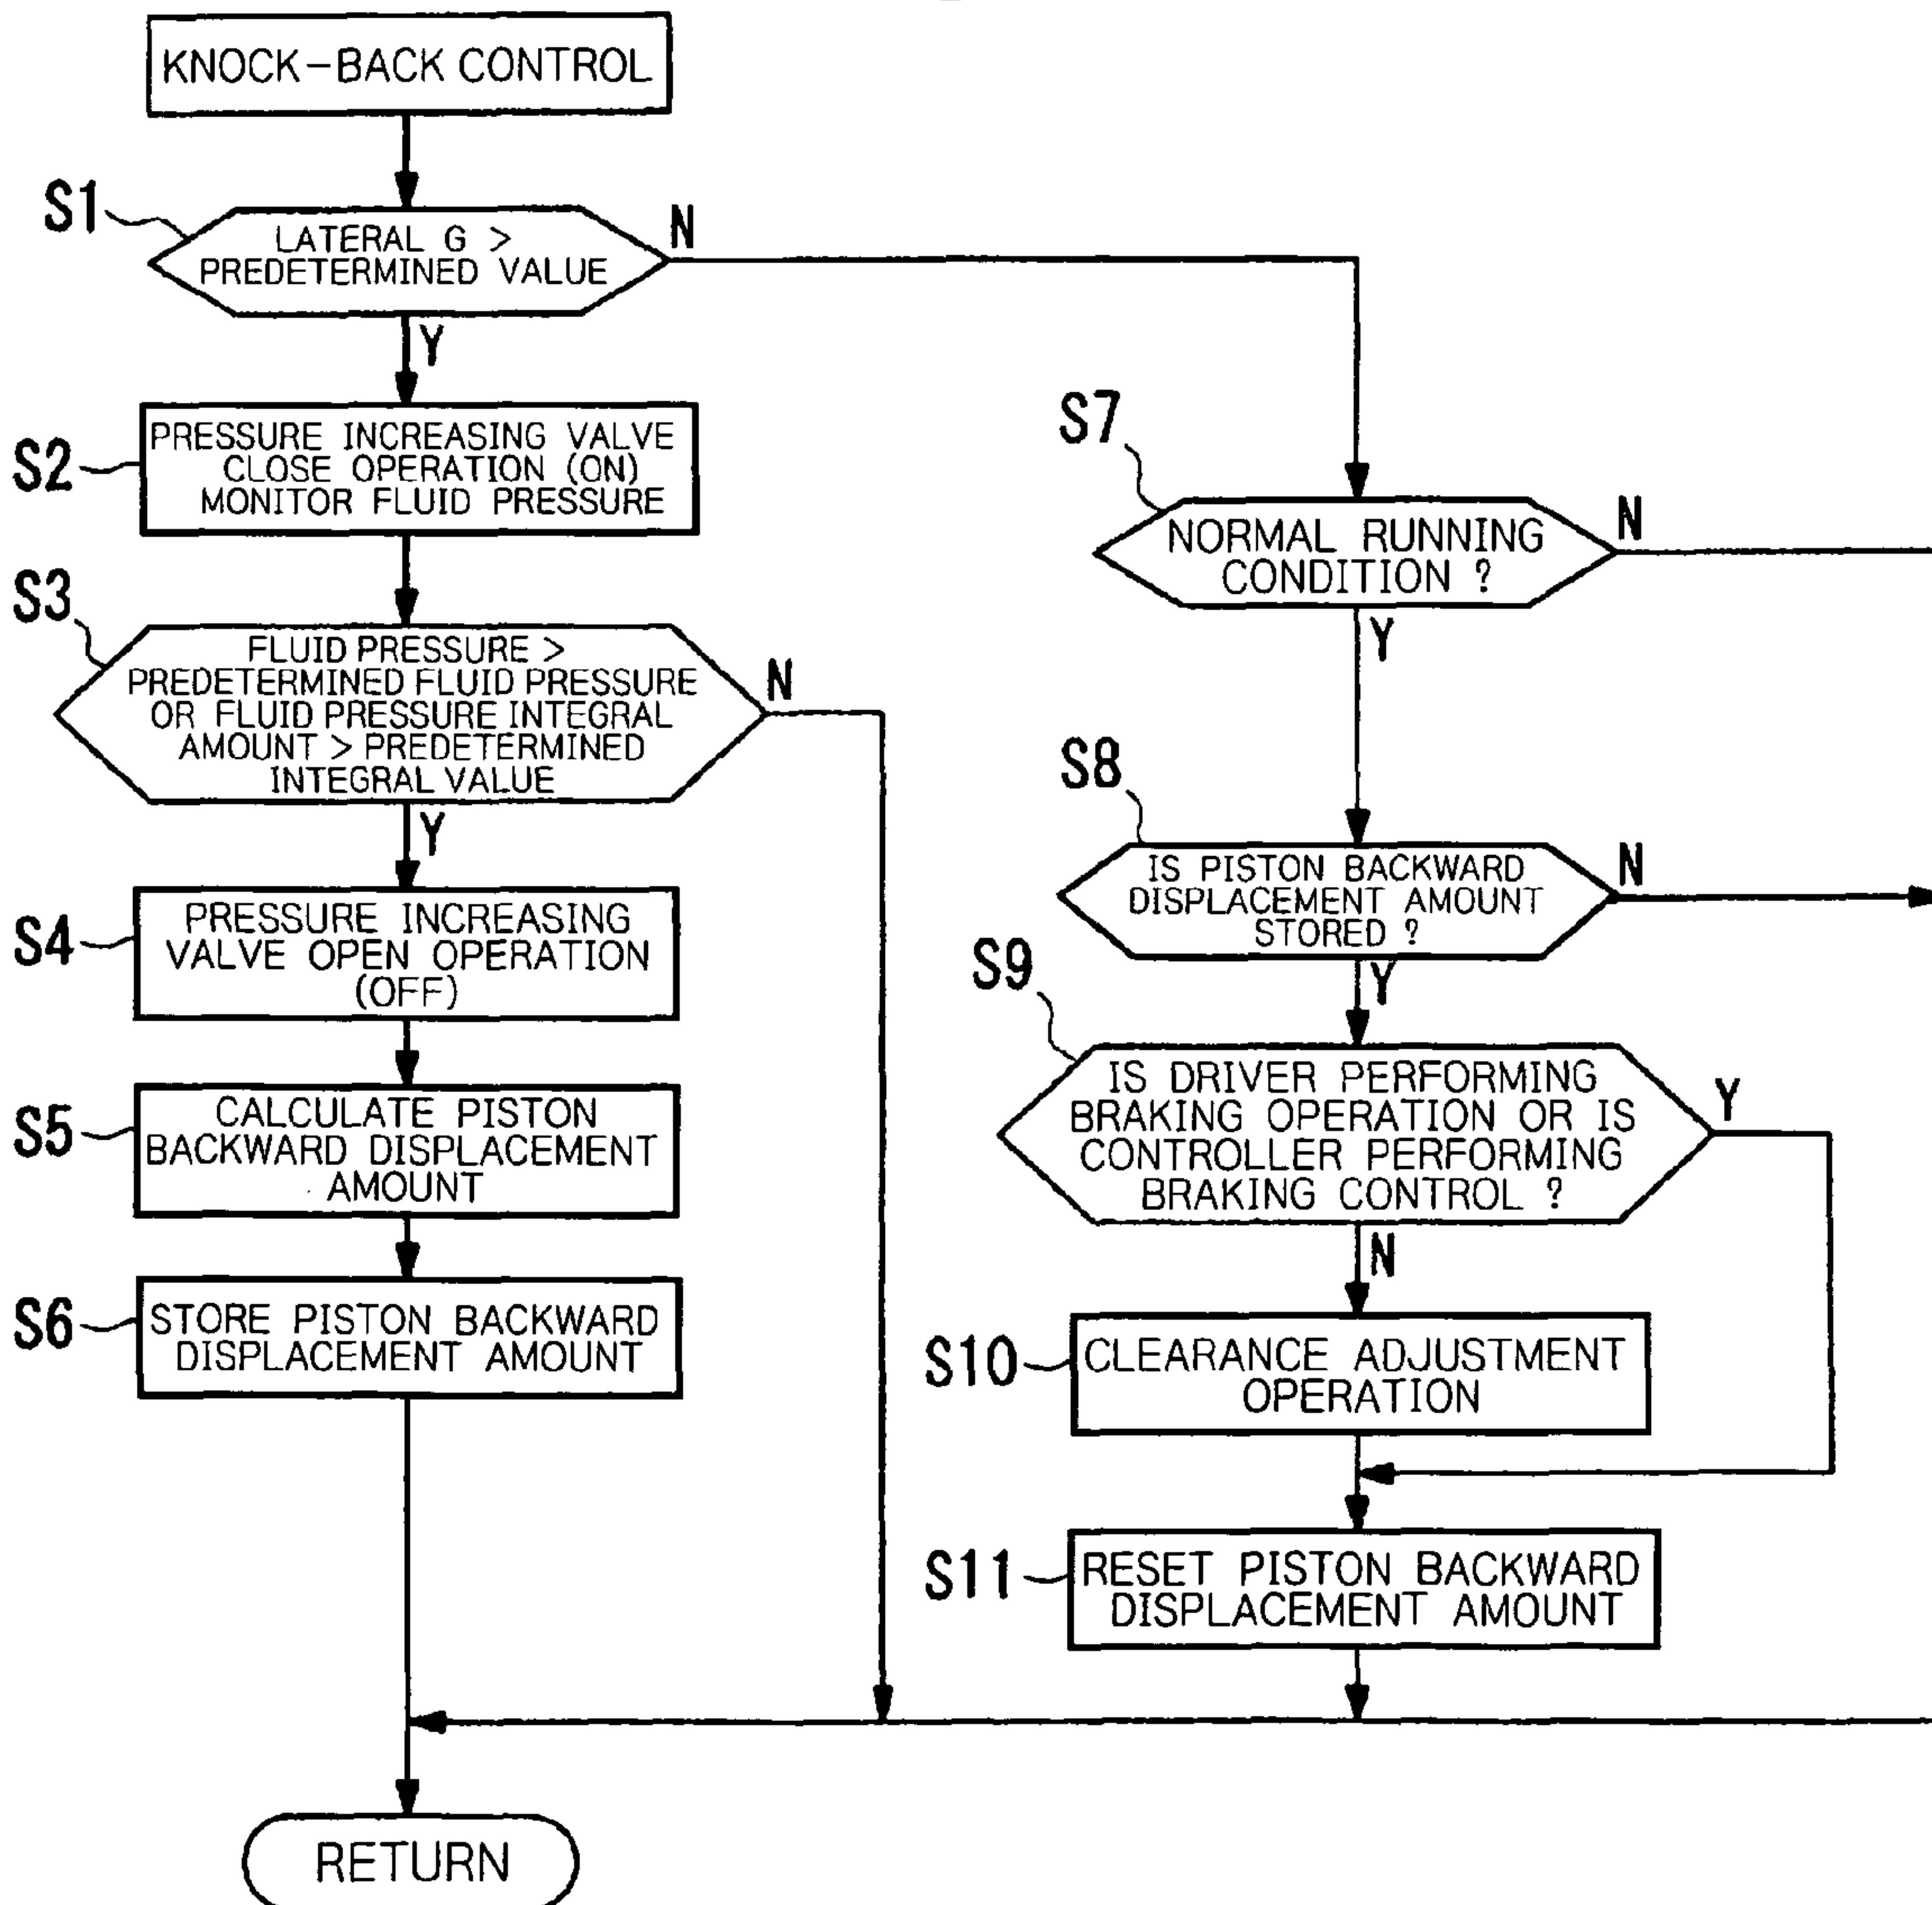 KNOCK-BACK CONTROL
S1
LATERAL G >
PREDETERMINED VALUE
N
Y
S2
PRESSURE INCREASING VALVE
CLOSE OPERATION (ON)
MONITOR FLUID PRESSURE
S3
FLUID PRESSURE >
PREDETERMINED FLUID PRESSURE
OR FLUID PRESSURE INTEGRAL
AMOUNT > PREDETERMINED
INTEGRAL VALUE
N
Y
S4
PRESSURE INCREASING
VALVE OPEN OPERATION
(OFF)
S5
CALCULATE PISTON
BACKWARD DISPLACEMENT
AMOUNT
S6
STORE PISTON BACKWARD
DISPLACEMENT AMOUNT
RETURN
S7
NORMAL RUNNING
CONDITION ?
N
Y
S8
IS PISTON BACKWARD
DISPLACEMENT AMOUNT
STORED ?
N
Y
S9
IS DRIVER PERFORMING
BRAKING OPERATION OR IS
CONTROLLER PERFORMING
BRAKING CONTROL ?
Y
N
S10
CLEARANCE ADJUSTMENT
OPERATION
S11
RESET PISTON BACKWARD
DISPLACEMENT AMOUNT